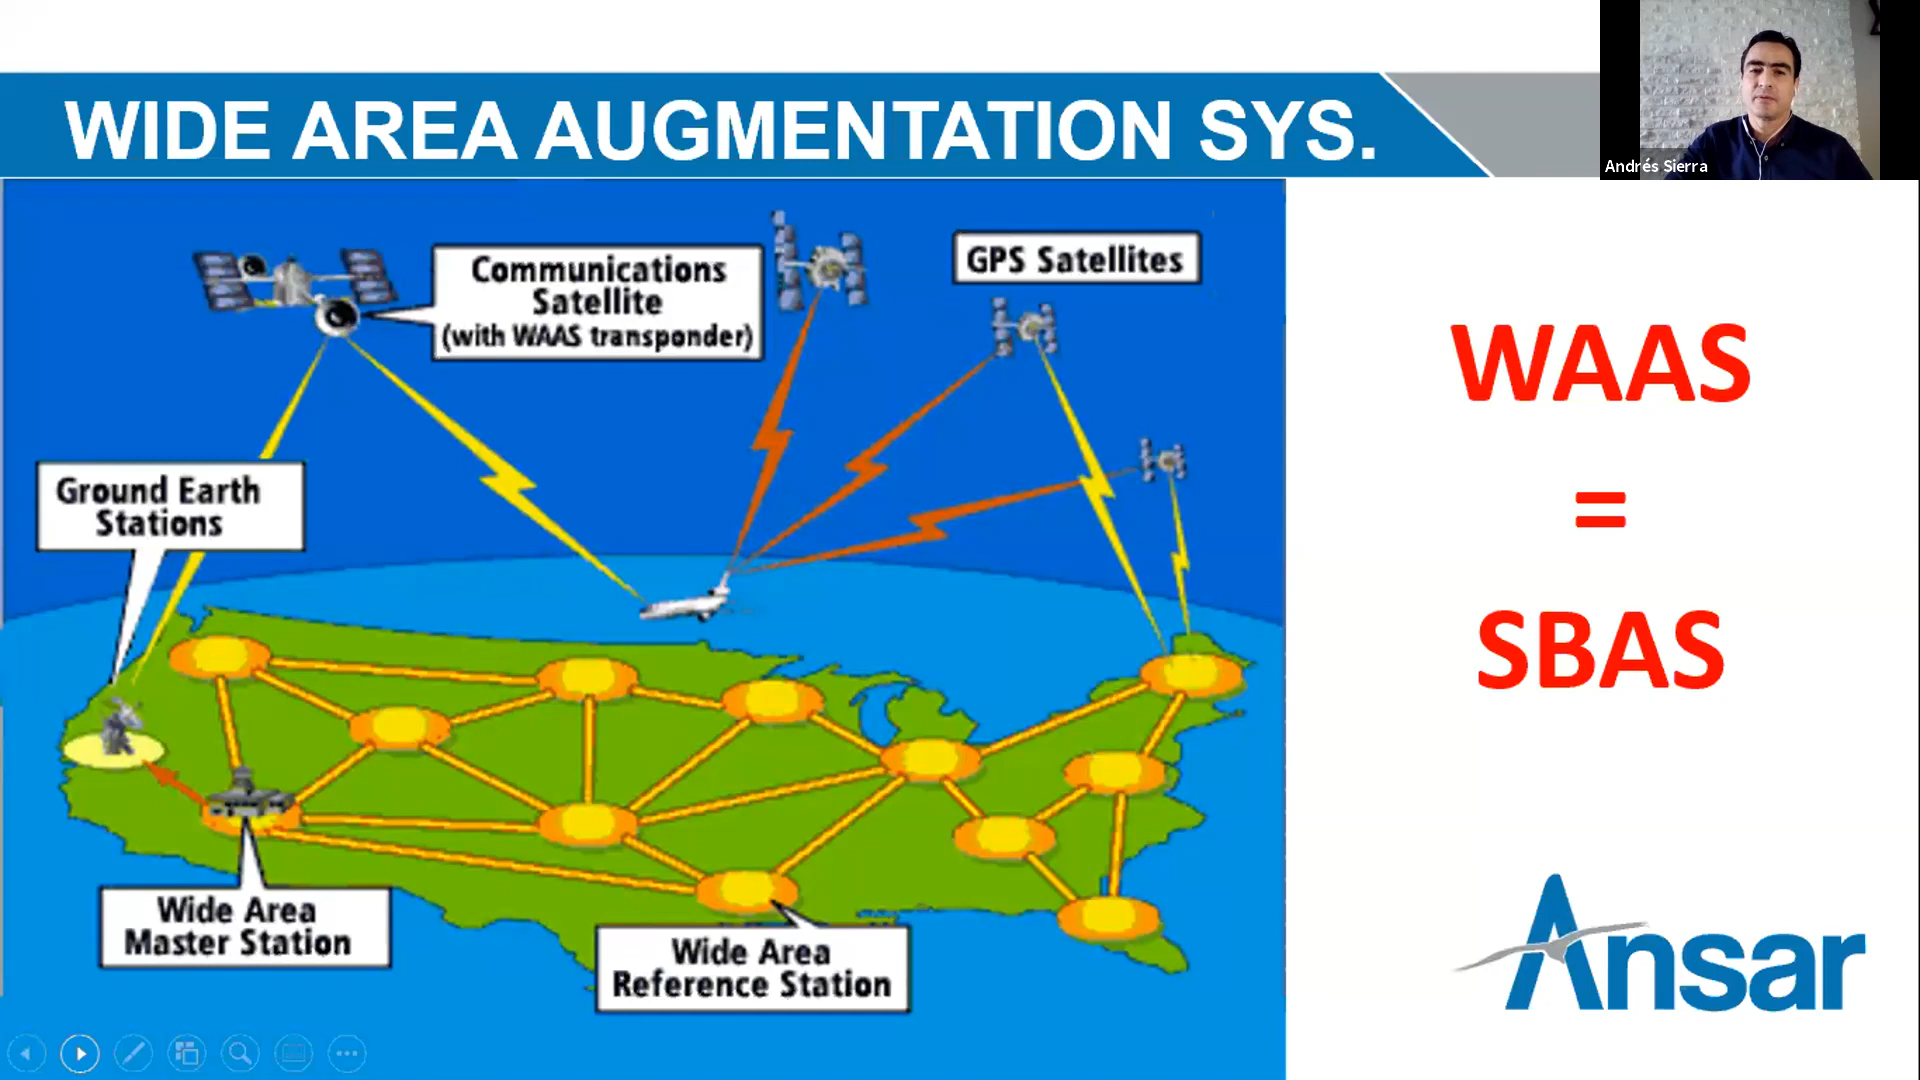 WIDE AREA AUGMENTATION SYS.
Andrés Sierra
Communications
Satellite
(with WAAS transponder)
GPS Satellites
Ground Earth
Stations
Wide Area
Master Station
Wide Area
Reference Station
WAAS
=
SBAS
Ansar